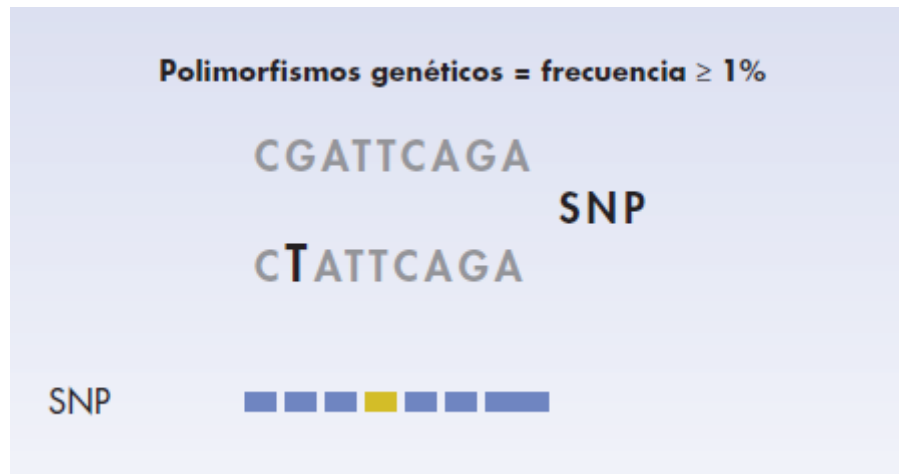 Polimorfismos genéticos = frecuencia ≥ 1%
CGATTCAGA
SNP
CTATTCAGA
SNP